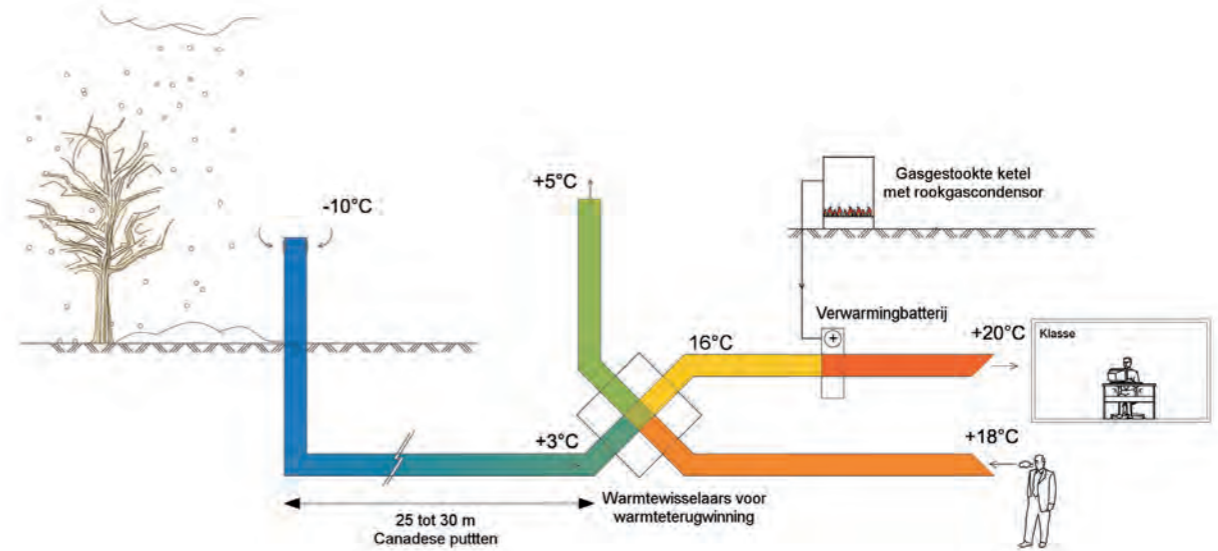 +5°C
Gasgestookte ketel
met rookgascondensor
-10°C
Verwarmingbatterij
16°C
+20°C
Klasse
+3°C
+18°C
Warmtewisselaars voor
warmteterugwinning
25 tot 30 m
Canadese puttten